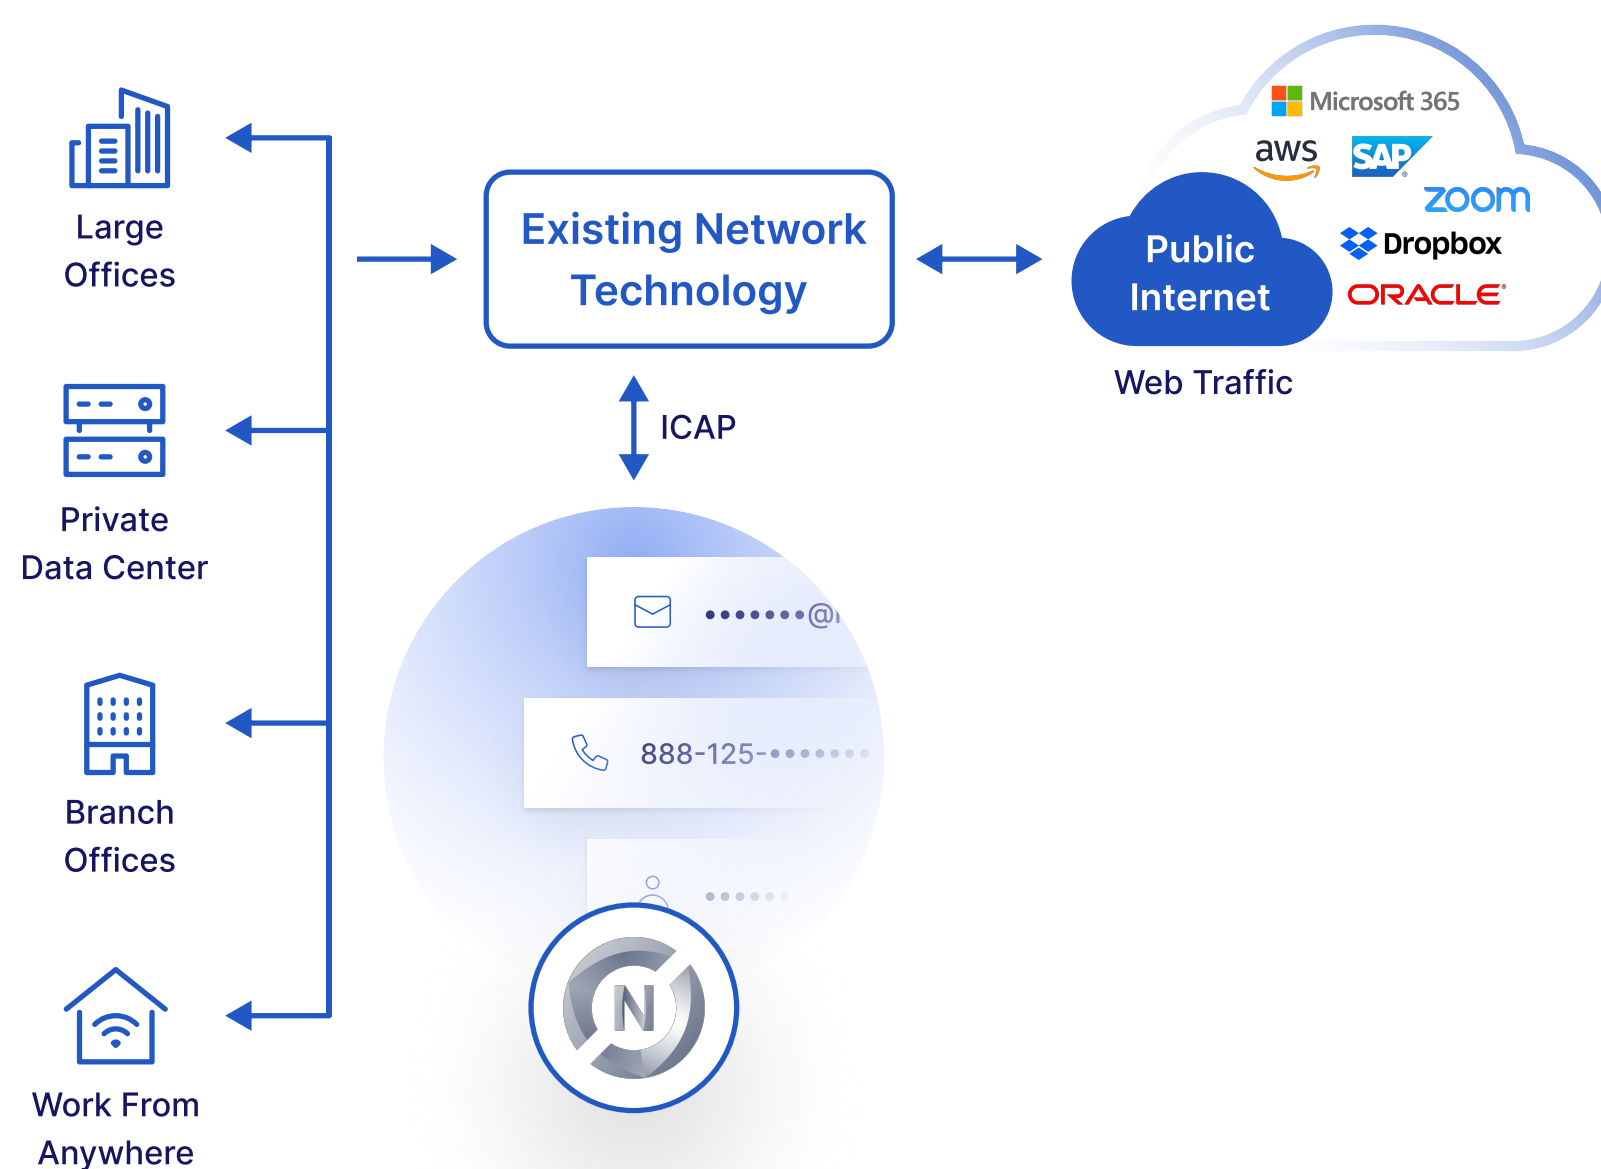 Large
Offices
Private
Data Center
Branch
Offices
Work From
Anywhere
Existing Network
Technology
ICAP
•••••••@
888-125-•••••••
••••••
N
Microsoft 365
aws
SAP®
zoom
Dropbox
ORACLE®
Public
Internet
Web Traffic